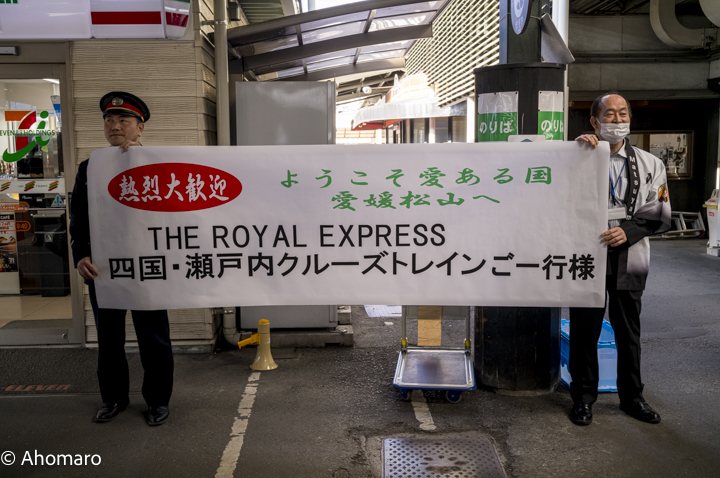 熱烈大歓迎
ようこそ愛ある国
愛媛松山へ
THE ROYAL EXPRESS
四国・瀬戸内クルーズトレインご一行様
のりば
のりば
© Ahomaro